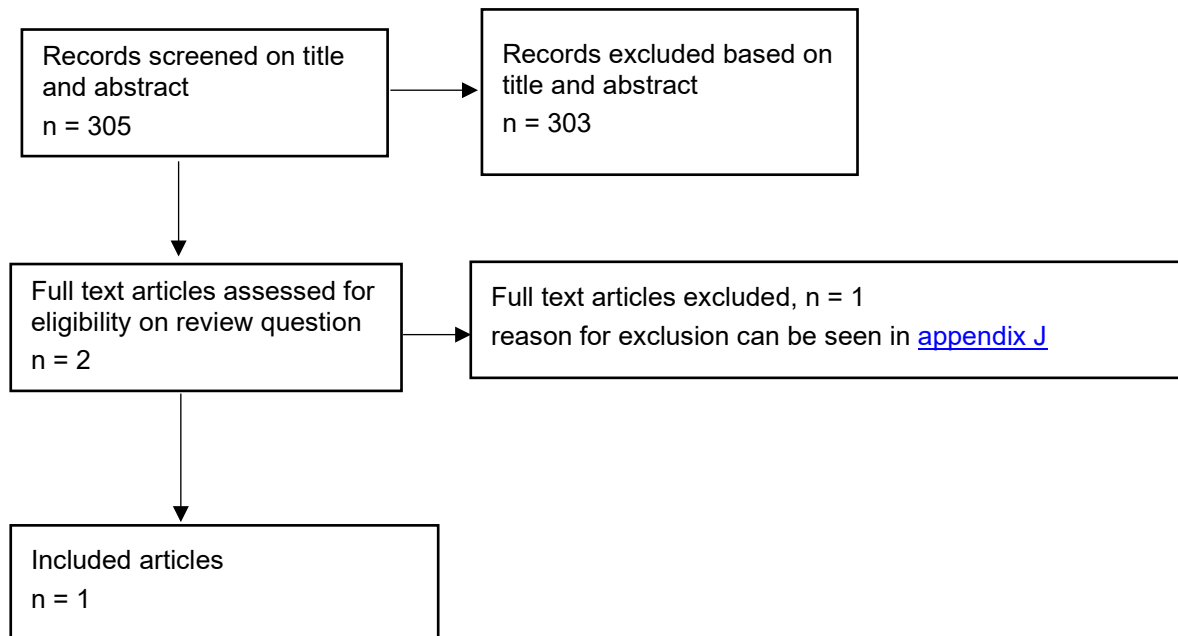 Records screened on title
and abstract
n = 305
Records excluded based on
title and abstract
n = 303
Full text articles assessed for
eligibility on review question
n = 2
Full text articles excluded, n = 1
reason for exclusion can be seen in appendix J
Included articles
n = 1